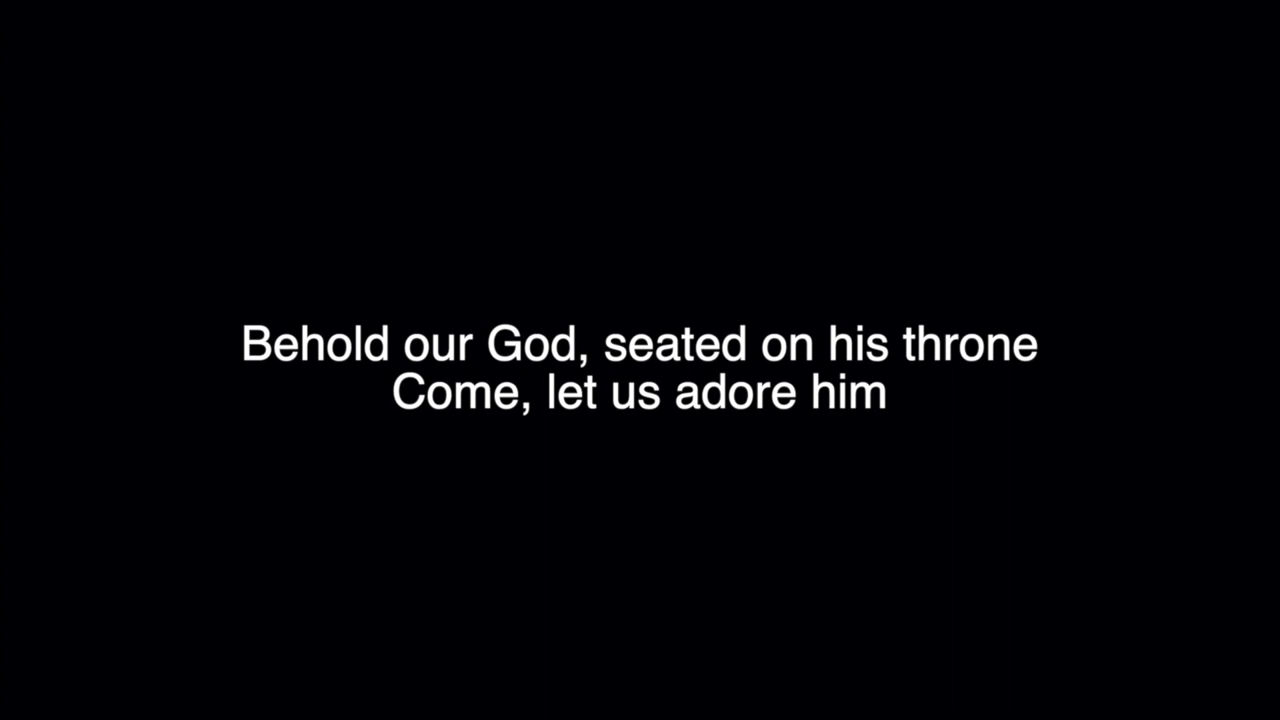 Behold our God, seated on his throne
Come, let us adore him